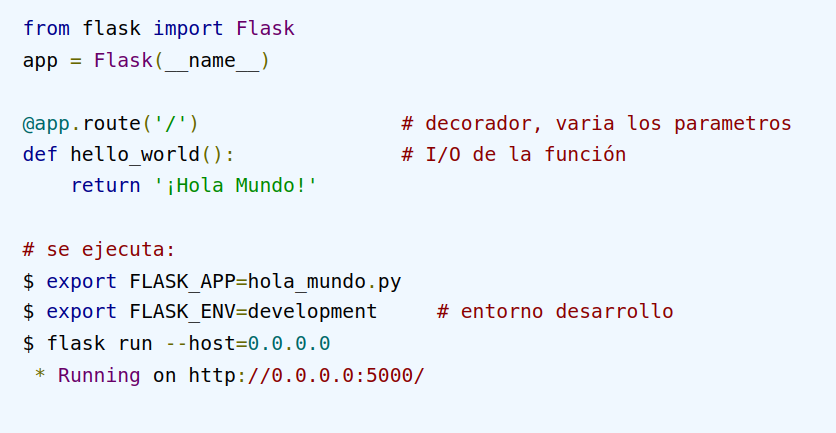 from flask import Flask
app = Flask(__name__)
@app.route('/')                 # decorador, varia los parametros
def hello_world():              # I/O de la función
    return '¡Hola Mundo!'
# se ejecuta:
$ export FLASK_APP=hola_mundo.py
$ export FLASK_ENV=development     # entorno desarrollo
$ flask run --host=0.0.0.0
 * Running on http://0.0.0.0:5000/